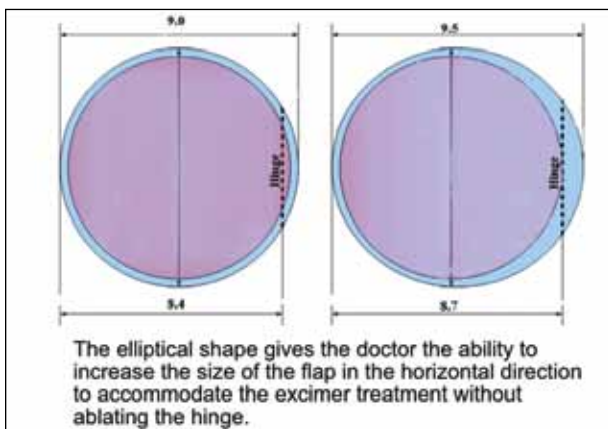 9.0
9.5
Hinge
Hinge
8.4
8.7
The elliptical shape gives the doctor the ability to
increase the size of the flap in the horizontal direction
to accommodate the excimer treatment without
ablating the hinge.